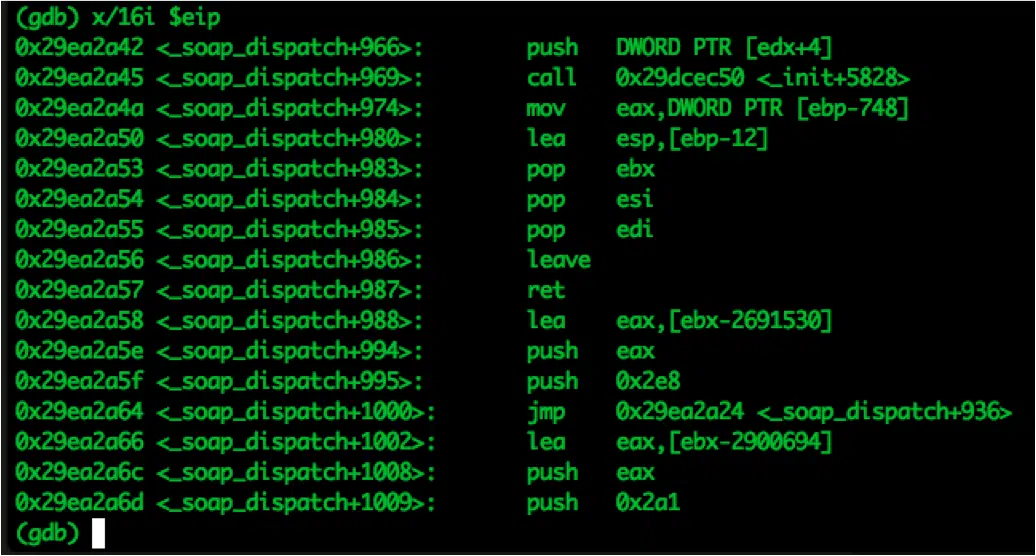 (gdb) x/16i $eip
0x29ea2a42 <_soap_dispatch+966>: push DWORD PTR [edx+4]
0x29ea2a45 <_soap_dispatch+969>: call 0x29dcec50 <_init+5828>
0x29ea2a4a <_soap_dispatch+974>: mov eax,DWORD PTR [ebp-748]
0x29ea2a50 <_soap_dispatch+980>: lea esp,[ebp-12]
0x29ea2a53 <_soap_dispatch+983>: pop ebx
0x29ea2a54 <_soap_dispatch+984>: pop esi
0x29ea2a55 <_soap_dispatch+985>: pop edi
0x29ea2a56 <_soap_dispatch+986>: leave
0x29ea2a57 <_soap_dispatch+987>: ret
0x29ea2a58 <_soap_dispatch+988>: lea eax,[ebx-2691530]
0x29ea2a5e <_soap_dispatch+994>: push eax
0x29ea2a5f <_soap_dispatch+995>: push 0x2e8
0x29ea2a64 <_soap_dispatch+1000>: jmp 0x29ea2a24 <_soap_dispatch+936>
0x29ea2a66 <_soap_dispatch+1002>: lea eax,[ebx-2900694]
0x29ea2a6c <_soap_dispatch+1008>: push eax
0x29ea2a6d <_soap_dispatch+1009>: push 0x2a1
(gdb)